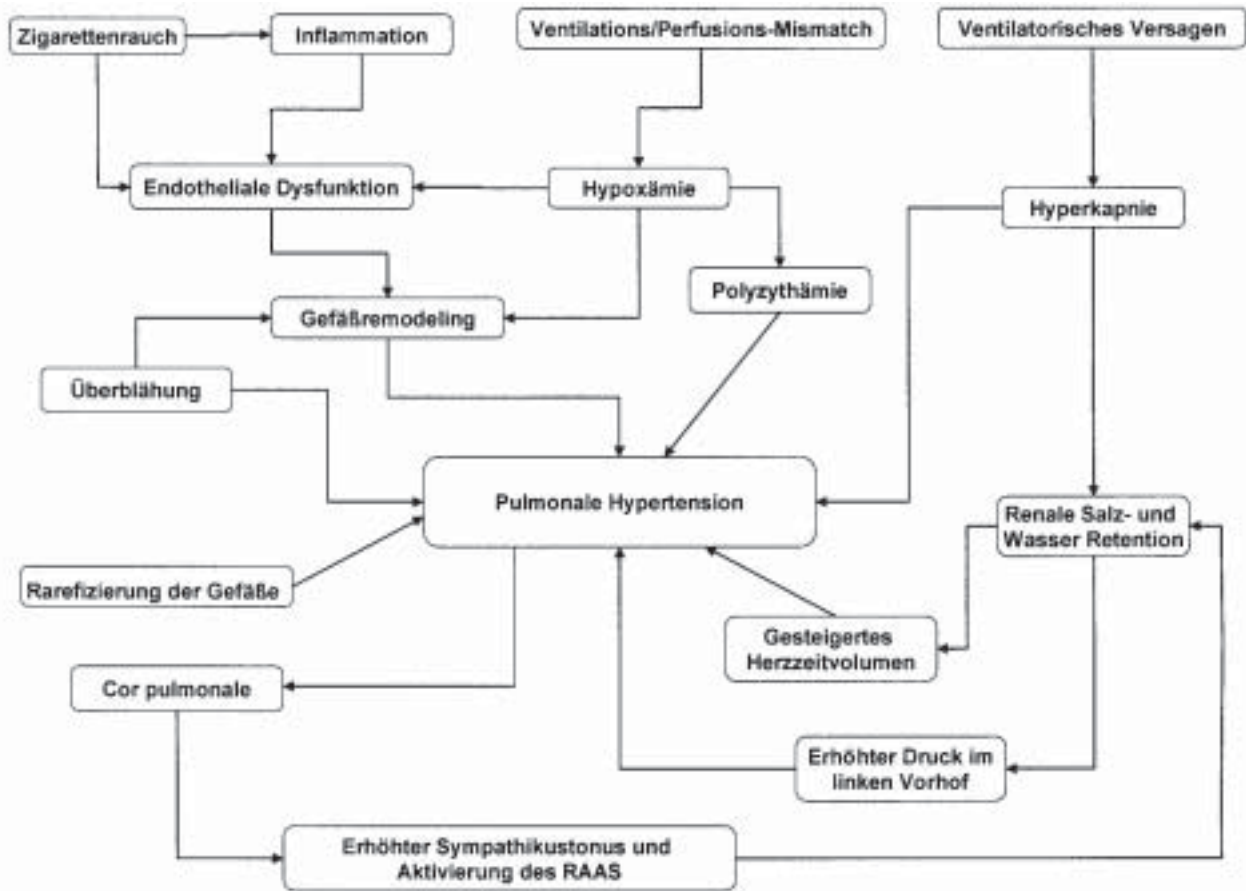 Zigarettenrauch
Inflammation
Ventilations/Perfusions-Mismatch
Ventilatorisches Versagen
Endotheliale Dysfunktion
Hypoxämie
Hyperkapnie
Polyzythämie
Gefäßremodeling
Überblähung
Pulmonale Hypertension
Renale Salz- und
Wasser Retention
Rarefizierung der Gefäße
Gesteigertes
Herzzeitvolumen
Cor pulmonale
Erhöhter Druck im
linken Vorhof
Erhöhter Sympathikustonus und
Aktivierung des RAAS